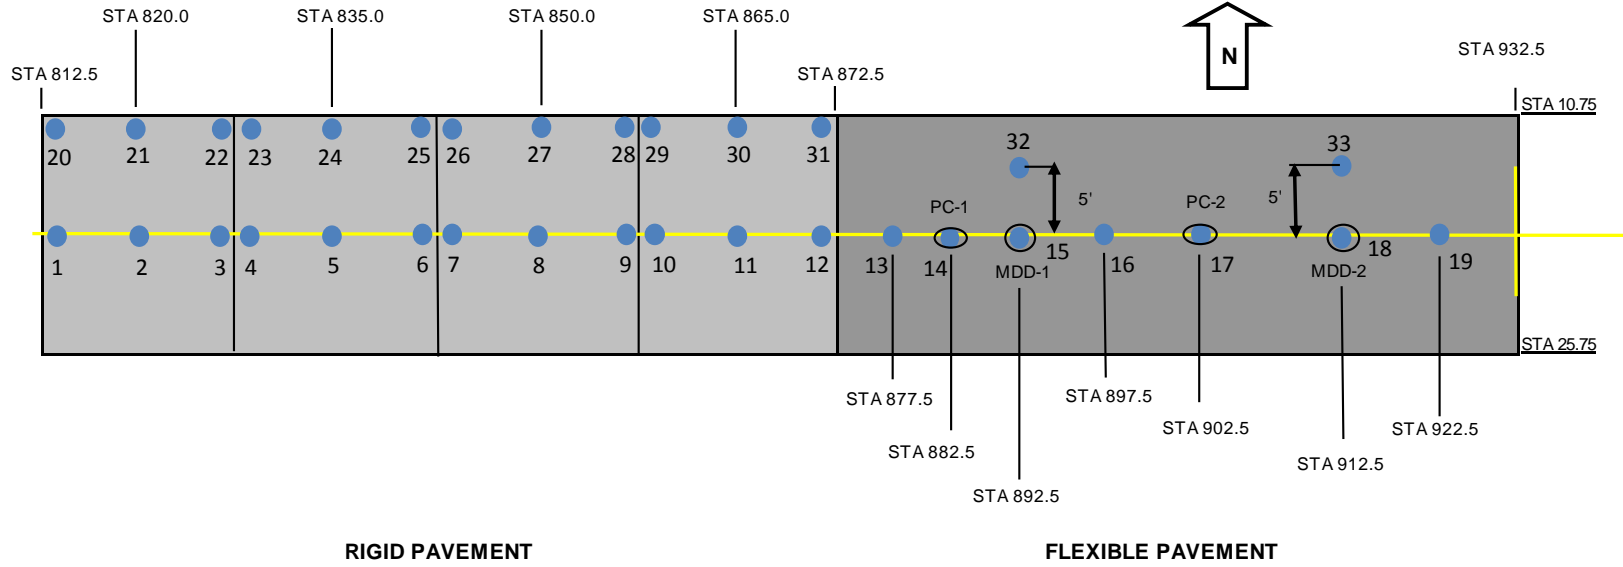 STA 820.0
STA 835.0
STA 850.0
STA 865.0
STA 812.5
STA 872.5
N
STA 932.5
STA 10.75
20
21
22
23
24
25
26
27
28
29
30
31
32
33
5'
5'
PC-1
PC-2
1
2
3
4
5
6
7
8
9
10
11
12
13
14
15
16
17
18
19
MDD-1
MDD-2
STA 25.75
STA 877.5
STA 897.5
STA 902.5
STA 922.5
STA 882.5
STA 912.5
STA 892.5
RIGID PAVEMENT
FLEXIBLE PAVEMENT